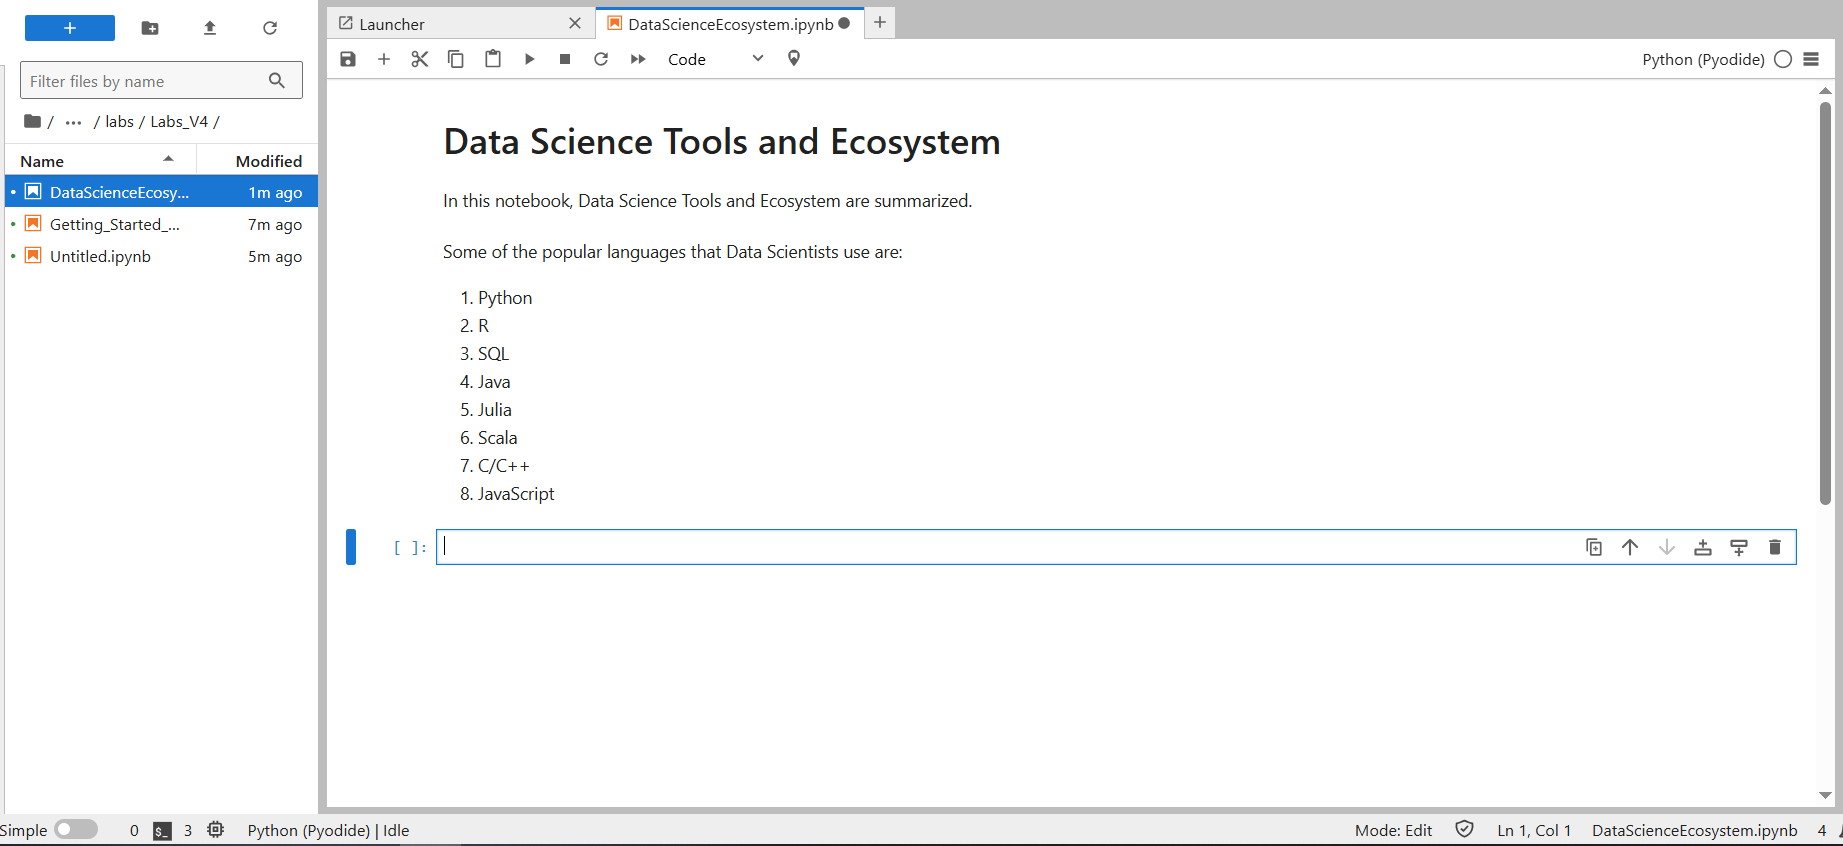 Launcher
DataScienceEcosystem.ipynb
Code
Python (Pyodide)
Filter files by name
/ ... / labs / Labs_V4 /
Name Modified
DataScienceEcosy... 1m ago
Getting_Started_... 7m ago
Untitled.ipynb 5m ago
Data Science Tools and Ecosystem
In this notebook, Data Science Tools and Ecosystem are summarized.
Some of the popular languages that Data Scientists use are:
1. Python
2. R
3. SQL
4. Java
5. Julia
6. Scala
7. C/C++
8. JavaScript
[ ]:
Simple 0 $_ 3 Python (Pyodide) | Idle Mode: Edit Ln 1, Col 1 DataScienceEcosystem.ipynb 4